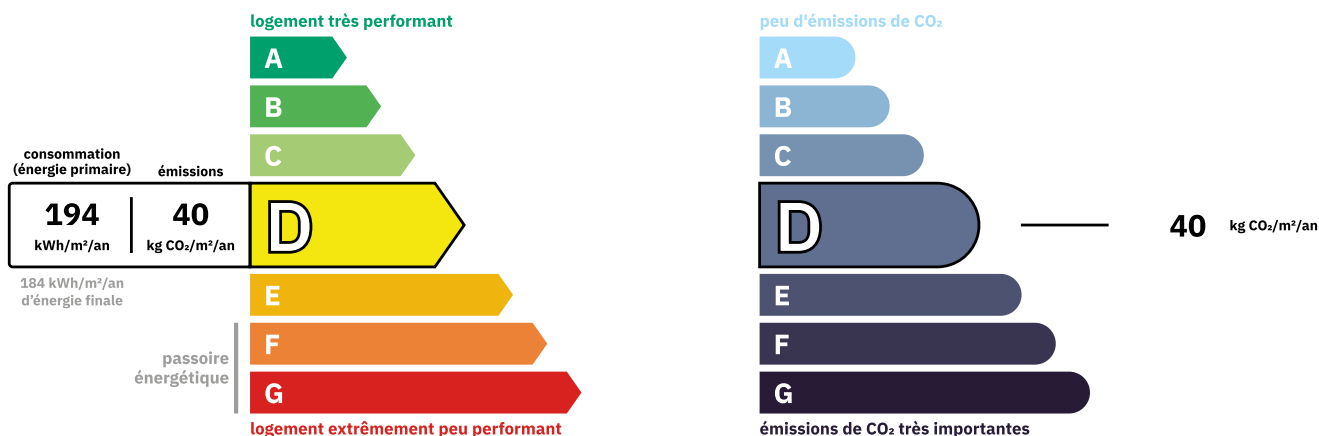 logement très performant
A
B
C
consommation
(énergie primaire)
émissions
194
kWh/m²/an
40
kg CO₂/m²/an
D
184 kWh/m²/an
d'énergie finale
E
passoire
énergétique
F
G
logement extrêmement peu performant
peu d'émissions de CO₂
A
B
C
D
40 kg CO₂/m²/an
E
F
G
émissions de CO₂ très importantes